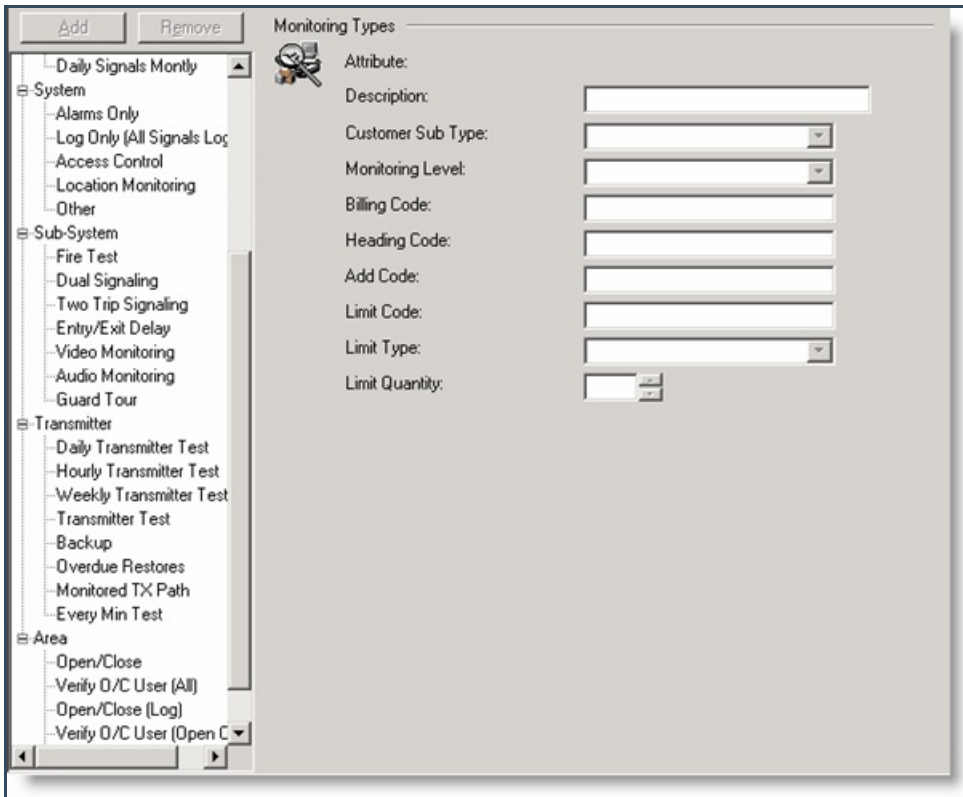 Add
Remove
Daily Signals Montly
System
Alarms Only
Log Only (All Signals Log
Access Control
Location Monitoring
Other
Sub-System
Fire Test
Dual Signaling
Two Trip Signaling
Entry/Exit Delay
Video Monitoring
Audio Monitoring
Guard Tour
Transmitter
Daily Transmitter Test
Hourly Transmitter Test
Weekly Transmitter Test
Transmitter Test
Backup
Overdue Restores
Monitored TX Path
Every Min Test
Area
Open/Close
Verify O/C User (All)
Open/Close (Log)
Verify O/C User (Open C
Monitoring Types
Attribute:
Description:
Customer Sub Type:
Monitoring Level:
Billing Code:
Heading Code:
Add Code:
Limit Code:
Limit Type:
Limit Quantity: